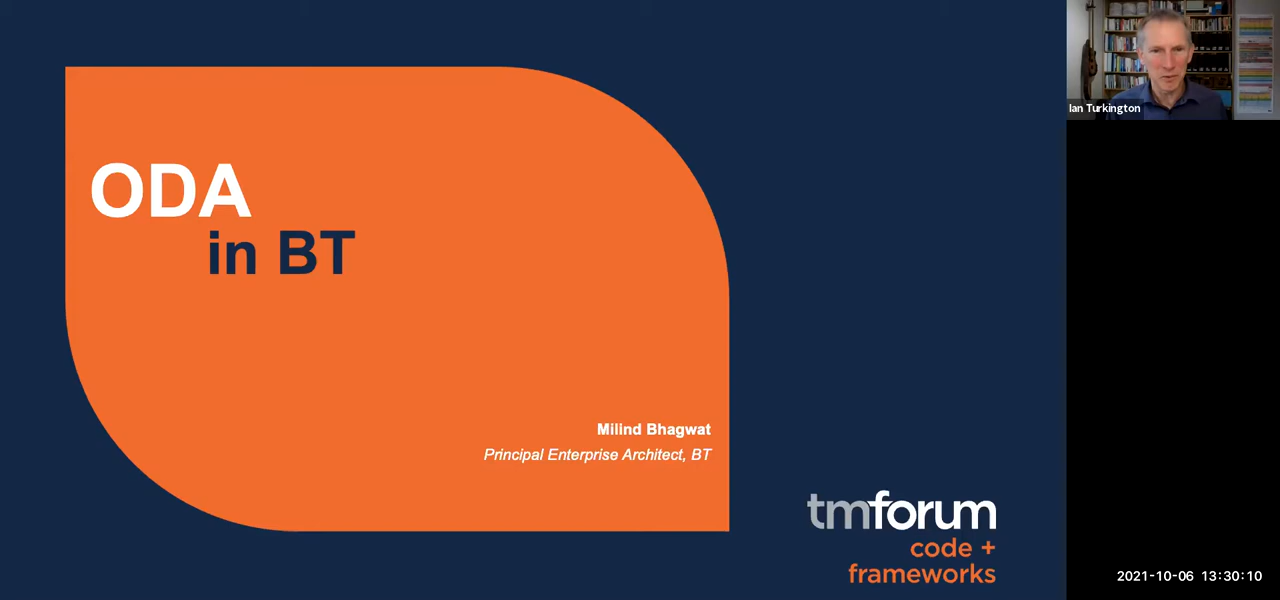 ODA
in BT
Milind Bhagwat
Principal Enterprise Architect, BT
tmforum
code +
frameworks
Ian Turkington
2021-10-06 13:30:10